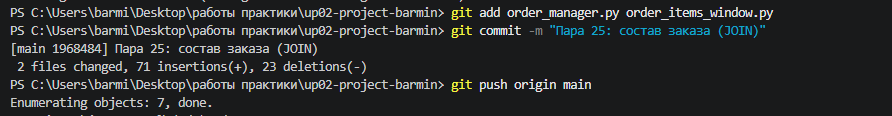 PS C:\Users\barmi\Desktop\работы практики\up02-project-barmin> git add order_manager.py order_items_window.py
PS C:\Users\barmi\Desktop\работы практики\up02-project-barmin> git commit -m "Пара 25: состав заказа (JOIN)"
[main 1968484] Пара 25: состав заказа (JOIN)
 2 files changed, 71 insertions(+), 23 deletions(-)
PS C:\Users\barmi\Desktop\работы практики\up02-project-barmin> git push origin main
Enumerating objects: 7, done.